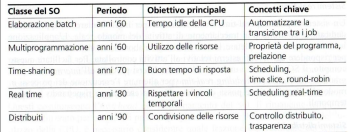 Classe del SO Periodo Obiettivo principale Concetti chiave
Elaborazione batch anni '60 Tempo idle della CPU Automatizzare la
transizione tra i job
Multiprogrammazione anni '60 Utilizzo delle risorse Proprietà del programma,
prelazione
Time-sharing anni '70 Buon tempo di risposta Scheduling,
time slice, round-robin
Real time anni '80 Rispettare i vincoli Scheduling real-time
temporali
Distribuiti anni '90 Condivisione delle risorse Controllo distribuito,
trasparenza